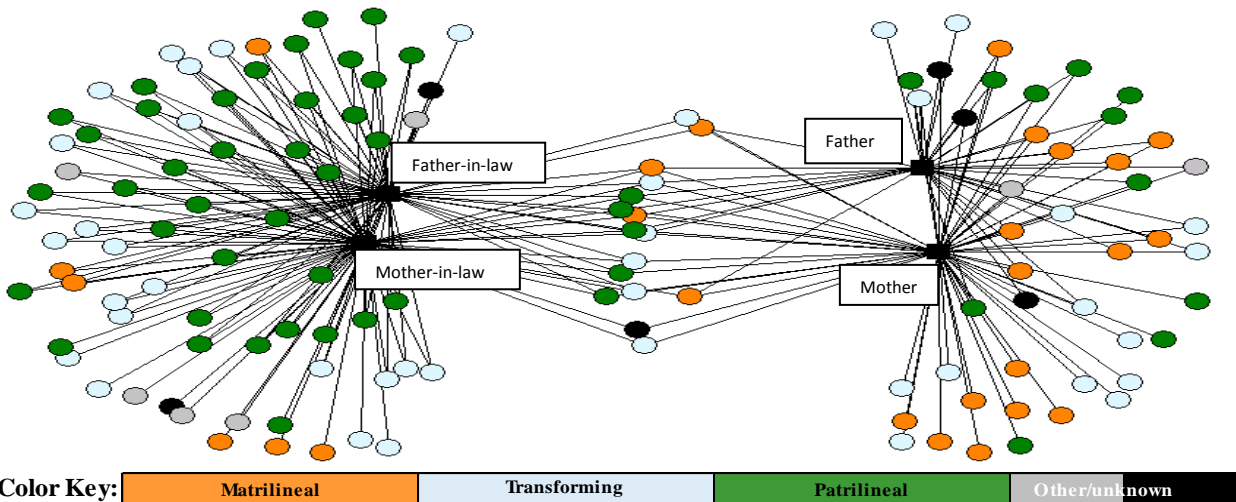 Father
Father-in-law
Mother-in-law
Mother
Color Key:
Matrilineal
Transforming
Patrilineal
Other/unknown